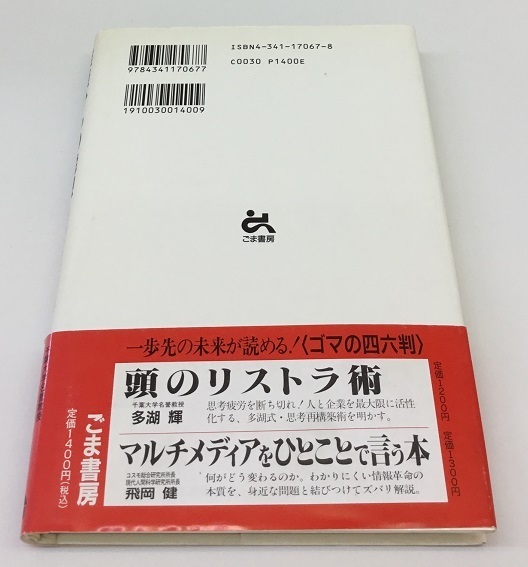 ISBN4-341-17067-8
9784341170677
C0030 P1400E
1910030014009
ごま書房
一歩先の未来が読める!〈ゴマの四六判〉
頭のリストラ術
千葉大学名誉教授
多湖 輝
思考疲労を断ち切れ!人と企業を最大限に活性
化する、多湖式・思考再構築術を明かす。
定価1200円
マルチメディアをひとことで言う本
コスモ総合研究所所長
現代人間科学研究所所長
飛岡 健
何がどう変わるのか。わかりにくい情報革命の
本質を、身近な問題と結びつけてズバリ解説。
定価1300円
ごま書房
定価1400円(税込)